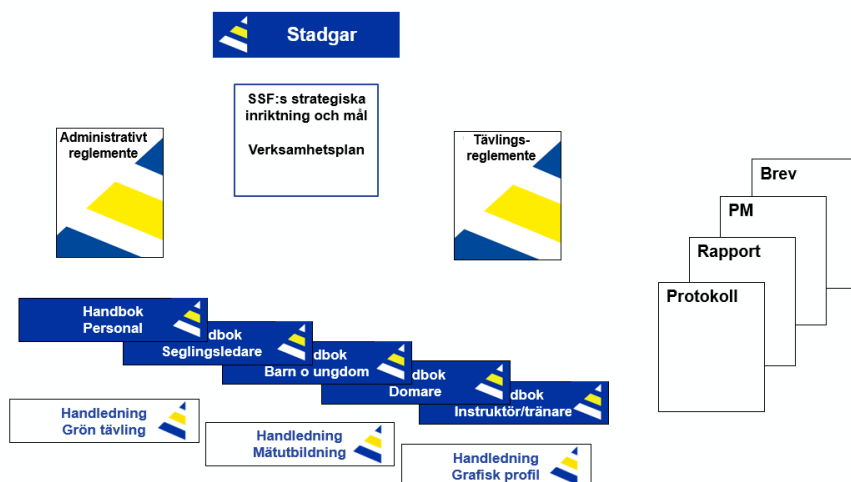 Stadgar
SSF:s strategiska
inriktning och mål
Verksamhetsplan
Administrativt
reglemente
Tävlings-
reglemente
Brev
PM
Rapport
Protokoll
Handbok
Personal
dbok
Seglingsledare
dbok
Barn o ungdom
dbok
Domare
dbok
Instruktör/tränare
Handledning
Grön tävling
Handledning
Mätutbildning
Handledning
Grafisk profil